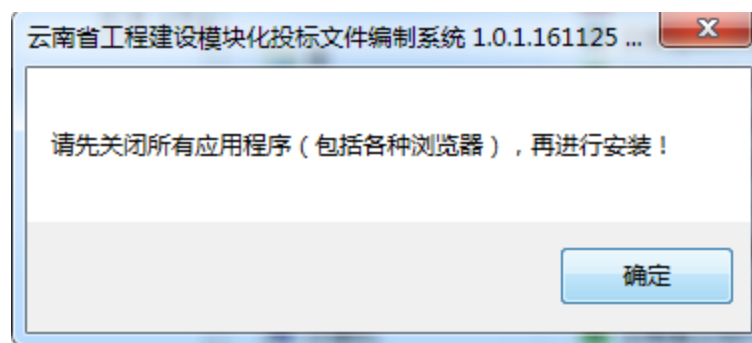 云南省工程建设模块化投标文件编制系统 1.0.1.161125 ...
请先关闭所有应用程序（包括各种浏览器），再进行安装！
确定